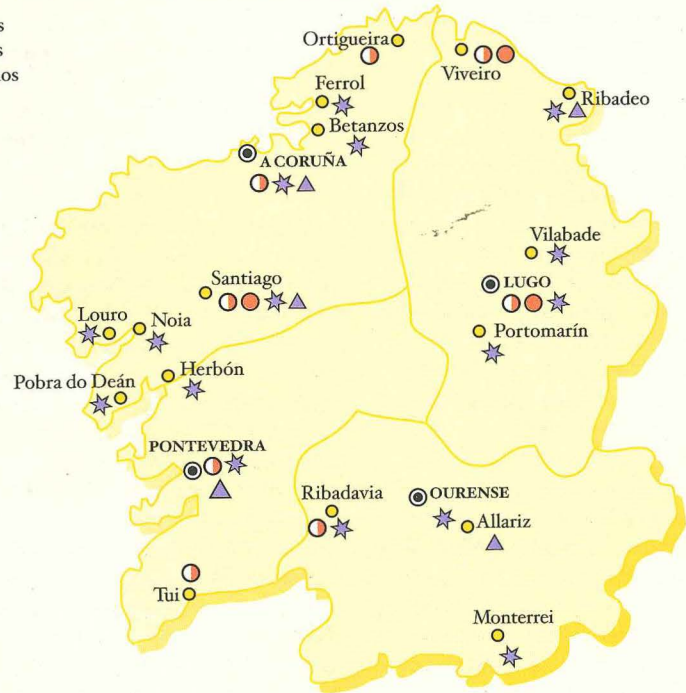 s
s
os
Ortigueira
Viveiro
Ferrol
Ribadeo
Betanzos
A CORUÑA
Vilabade
Santiago
LUGO
Louro
Noia
Portomarín
Pobra do Deán
Herbón
PONTEVEDRA
Ribadavia
OURENSE
Allariz
Tui
Monterrei